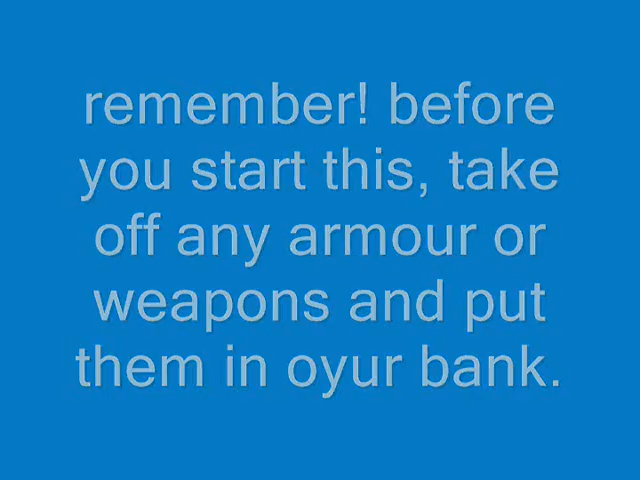 remember! before
you start this, take
off any armour or
weapons and put
them in oyur bank.